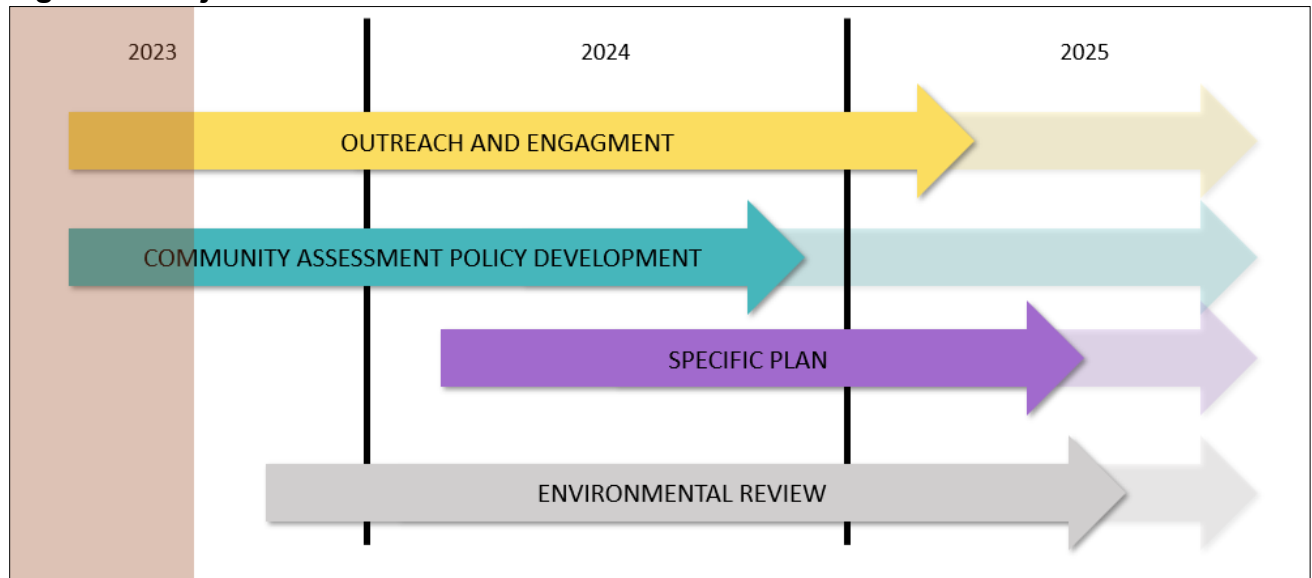 2023
2024
2025
OUTREACH AND ENGAGMENT
COMMUNITY ASSESSMENT POLICY DEVELOPMENT
SPECIFIC PLAN
ENVIRONMENTAL REVIEW